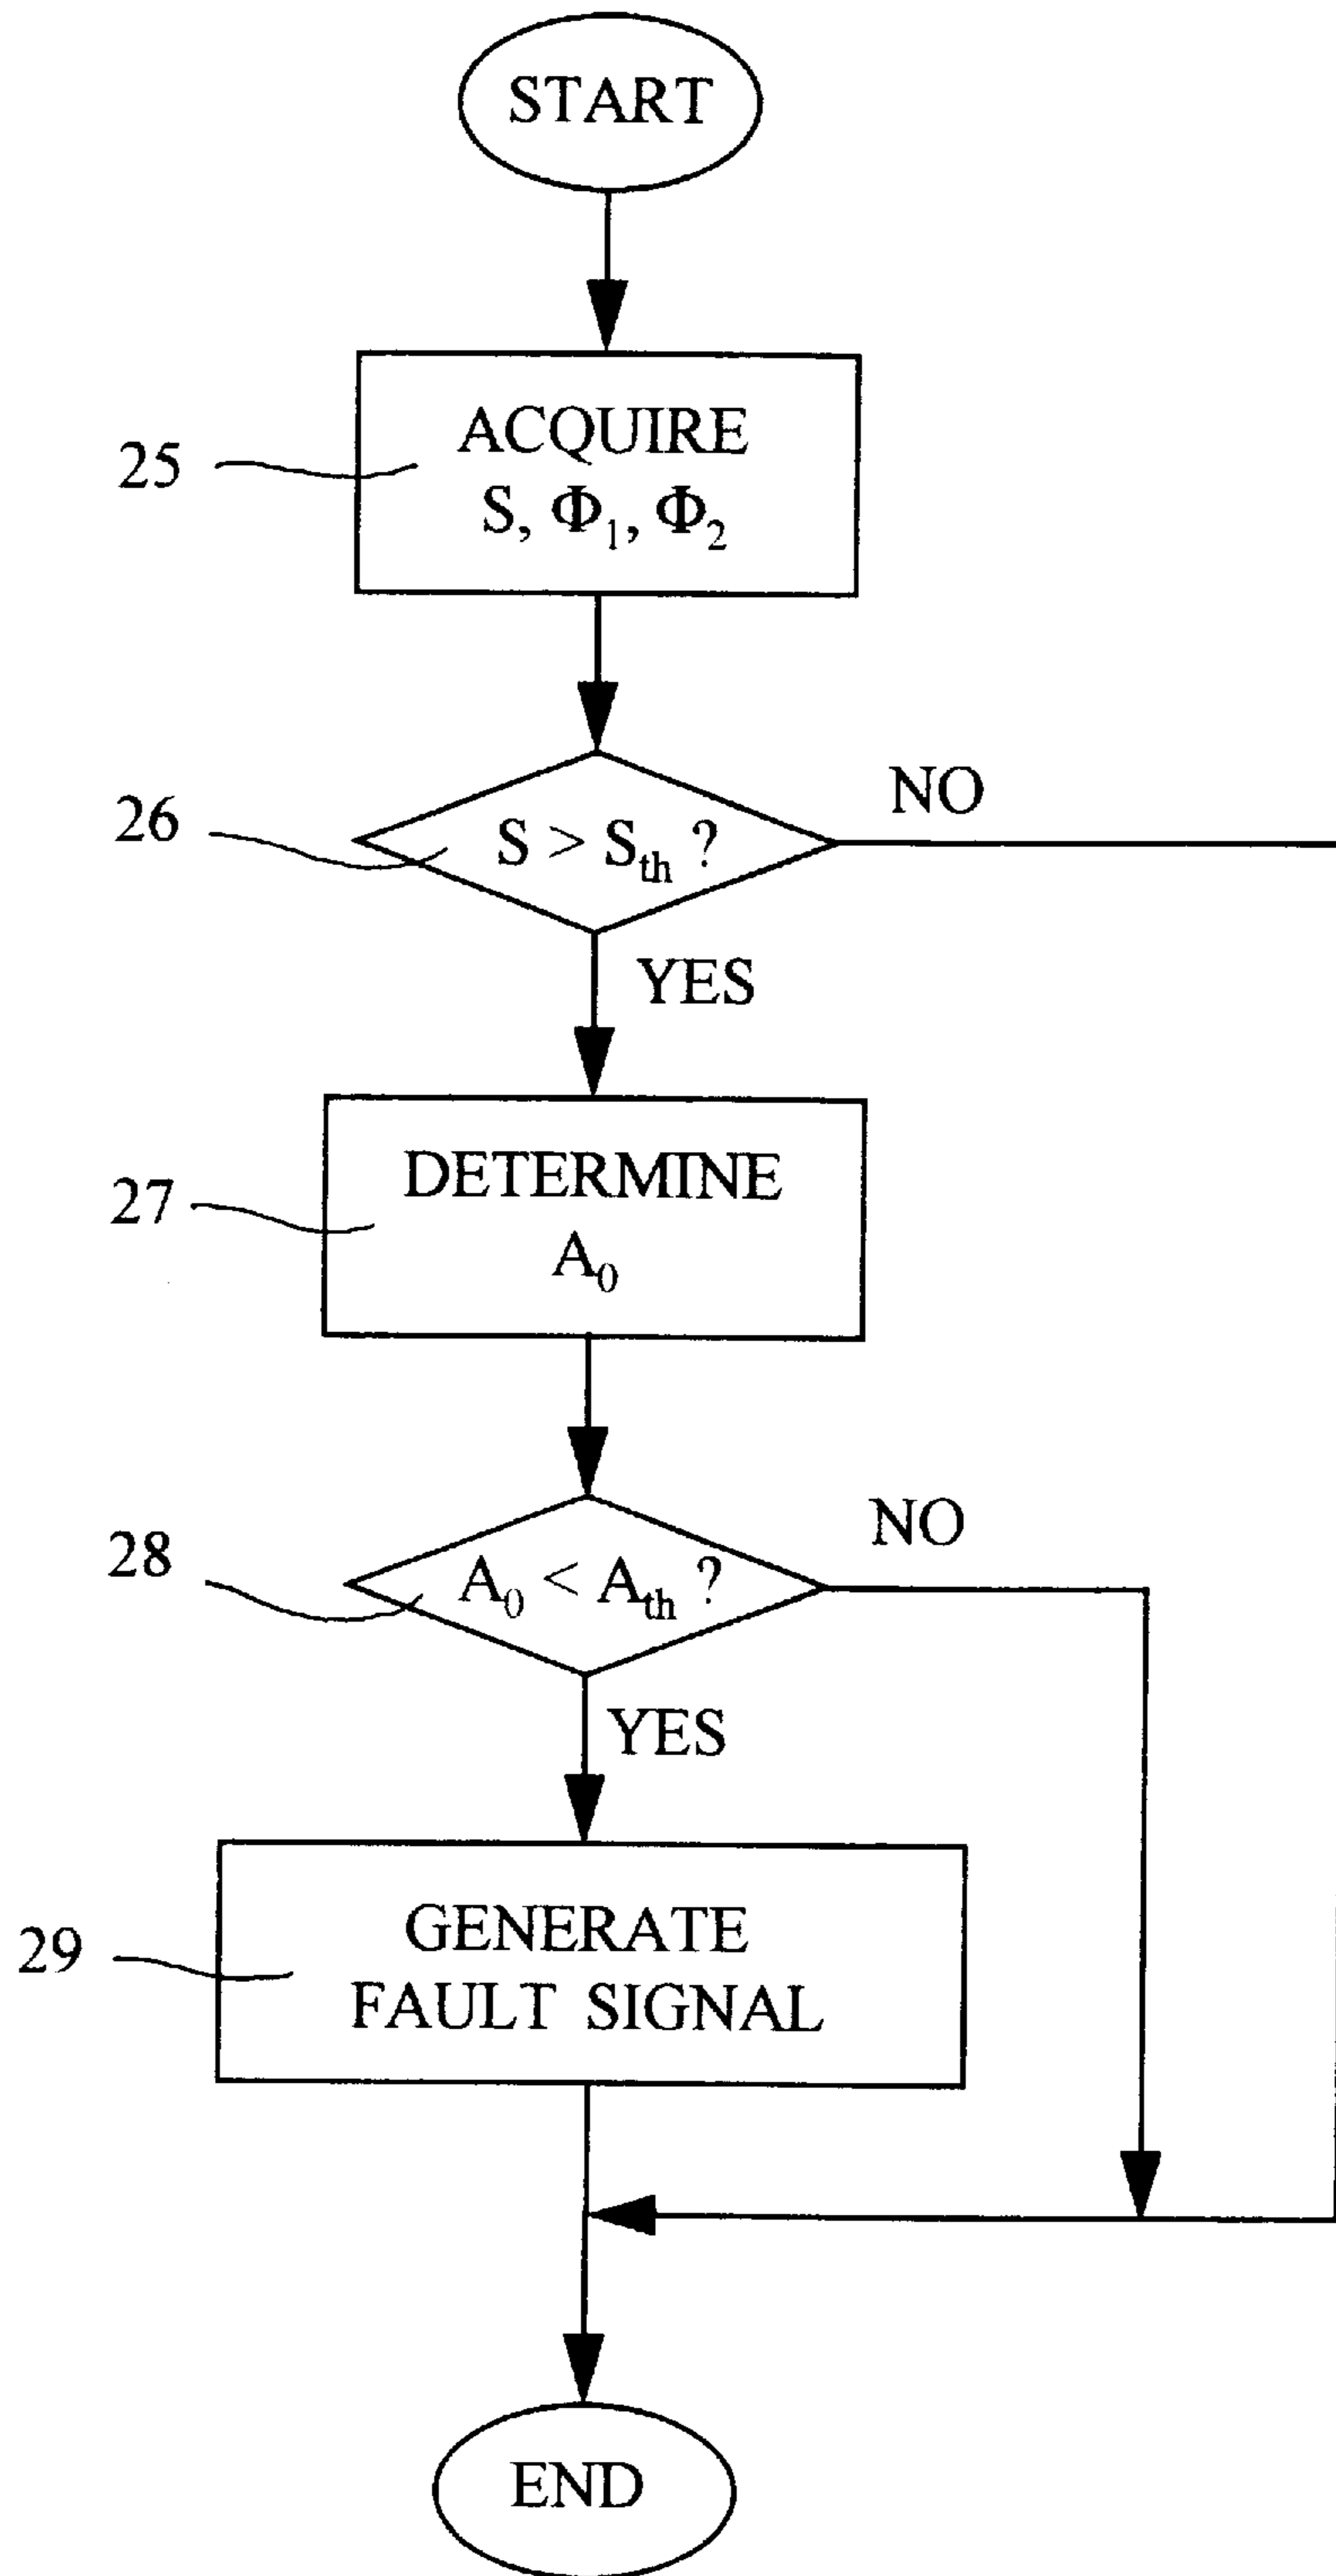 START
25
ACQUIRE
S, Φ₁, Φ₂
26
S > Sth ?
NO
YES
27
DETERMINE
A₀
28
A₀ < Ath ?
NO
YES
29
GENERATE
FAULT SIGNAL
END